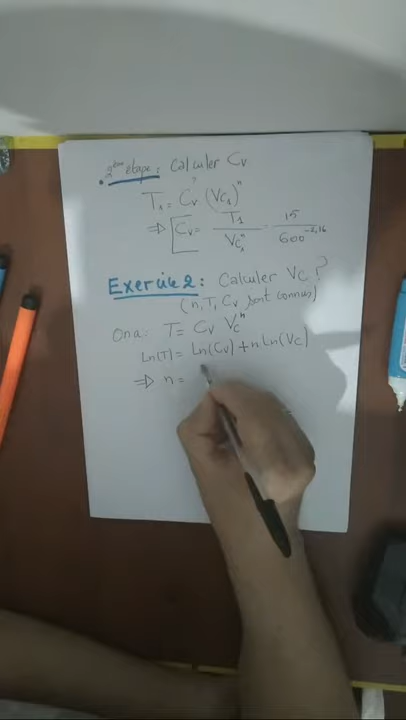 2ème étape: Calculer Cv
T1 = Cv (Vc1)^n
⇒ Cv = T1 / Vc1^n = 15 / 600^-2,16
Exercice 2: Calculer Vc?
(n, T, Cv sont connus)
On a: T = Cv Vc^n
Ln(T) = Ln(Cv) + n Ln(Vc)
⇒ n =